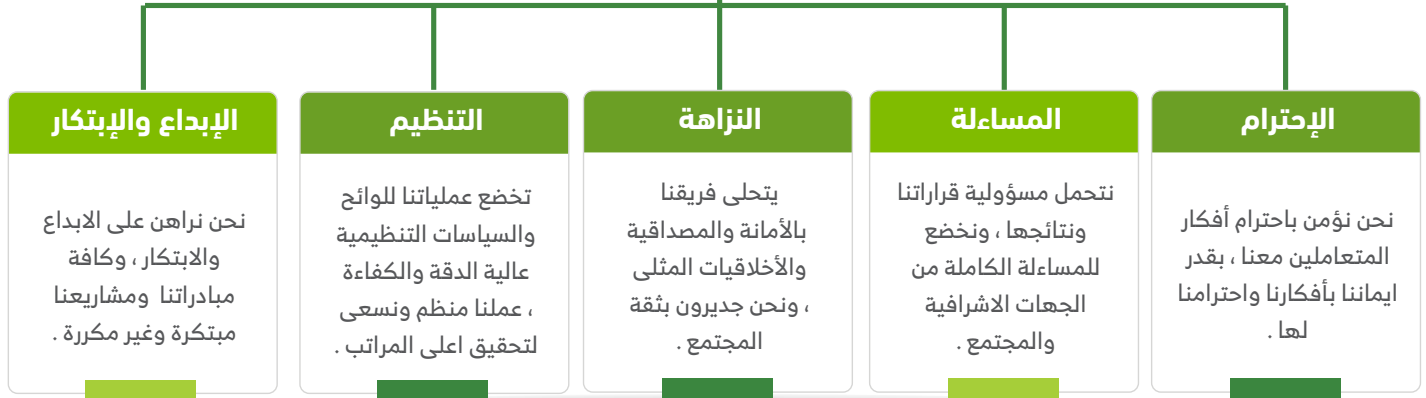 الإحترام
نحن نؤمن باحترام أفكار
المتعاملين معنا ، بقدر
ايماننا بأفكارنا واحترامنا
لها .
المساءلة
نتحمل مسؤولية قراراتنا
ونتائجها ، ونخضع
للمساءلة الكاملة من
الجهات الاشرافية
والمجتمع .
النزاهة
يتحلى فريقنا
بالأمانة والمصداقية
والأخلاقيات المثلى
، ونحن جديرون بثقة
المجتمع .
التنظيم
تخضع عملياتنا للوائح
والسياسات التنظيمية
عالية الدقة والكفاءة
، عملنا منظم ونسعى
لتحقيق اعلى المراتب .
الإبداع والإبتكار
نحن نراهن على الابداع
والابتكار ، وكافة
مبادراتنا ومشاريعنا
مبتكرة وغير مكررة .